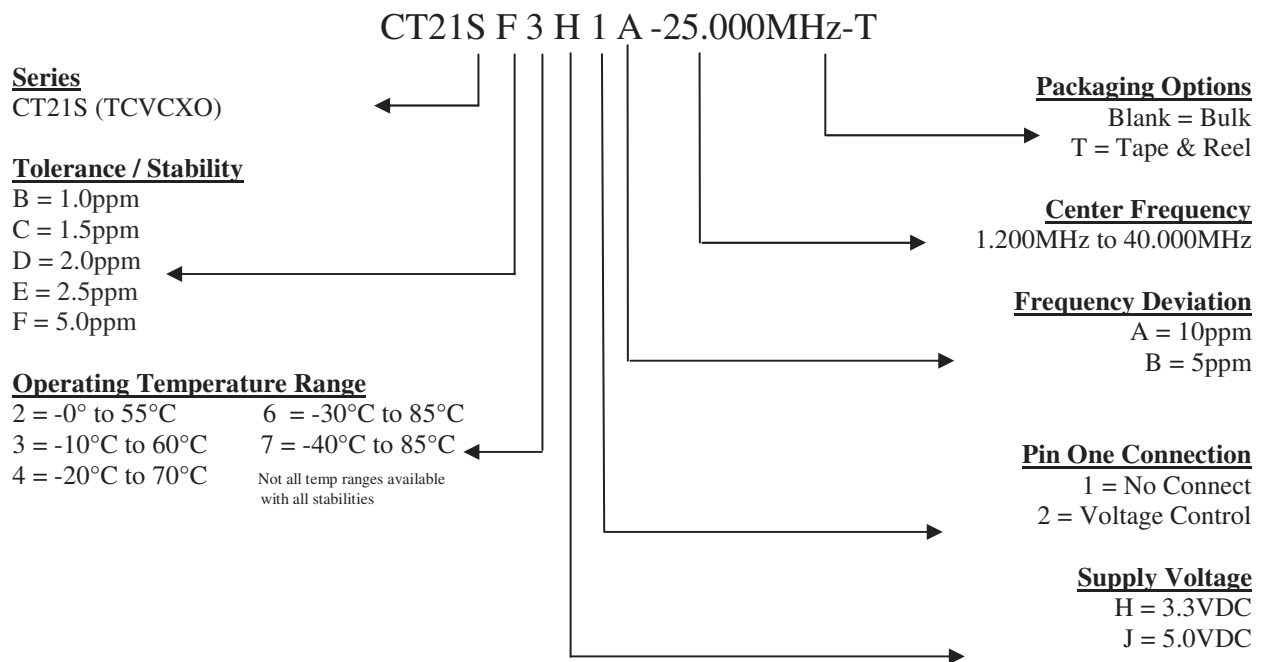 CT21S F 3 H 1 A -25.000MHz-T
Series
CT21S (TCVCXO)
Tolerance / Stability
B = 1.0ppm
C = 1.5ppm
D = 2.0ppm
E = 2.5ppm
F = 5.0ppm
Operating Temperature Range
2 = -0° to 55°C 6 = -30°C to 85°C
3 = -10°C to 60°C 7 = -40°C to 85°C
4 = -20°C to 70°C
Not all temp ranges available
with all stabilities
Packaging Options
Blank = Bulk
T = Tape & Reel
Center Frequency
1.200MHz to 40.000MHz
Frequency Deviation
A = 10ppm
B = 5ppm
Pin One Connection
1 = No Connect
2 = Voltage Control
Supply Voltage
H = 3.3VDC
J = 5.0VDC